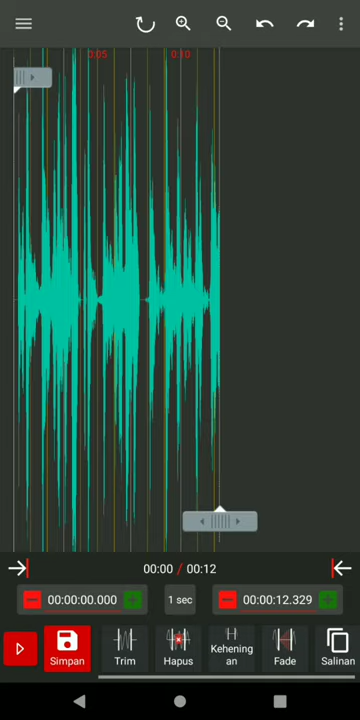 0:05 0:10
00:00 / 00:12
00:00:00.000 1 sec 00:00:12.329
Simpan Trim Hapus Kehening
an Fade Salinan